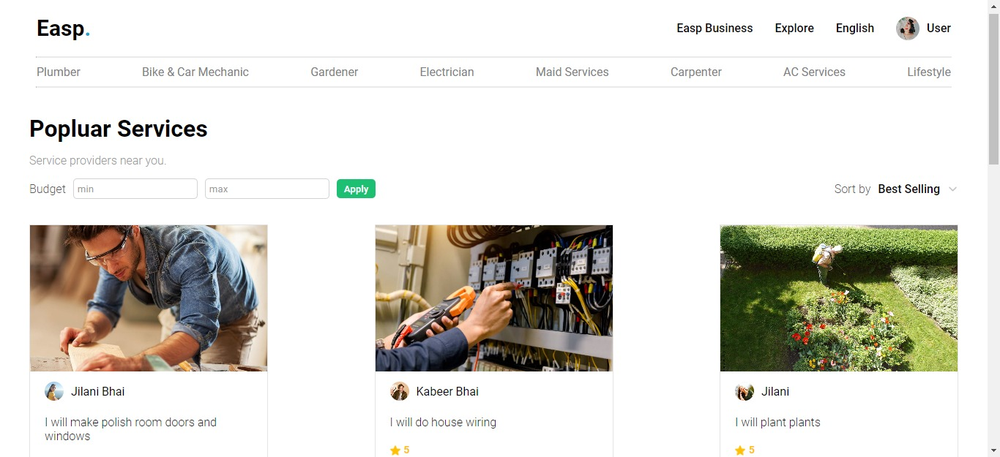 Easp.
Easp Business Explore English User
Plumber Bike & Car Mechanic Gardener Electrician Maid Services Carpenter AC Services Lifestyle
Popluar Services
Service providers near you.
Budget min max Apply Sort by Best Selling
Jilani Bhai
I will make polish room doors and
windows
Kabeer Bhai
I will do house wiring
5
Jilani
I will plant plants
5